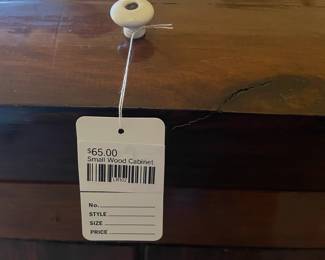 $65.00
Small Wood Cabinet
No.
STYLE
SIZE
PRICE